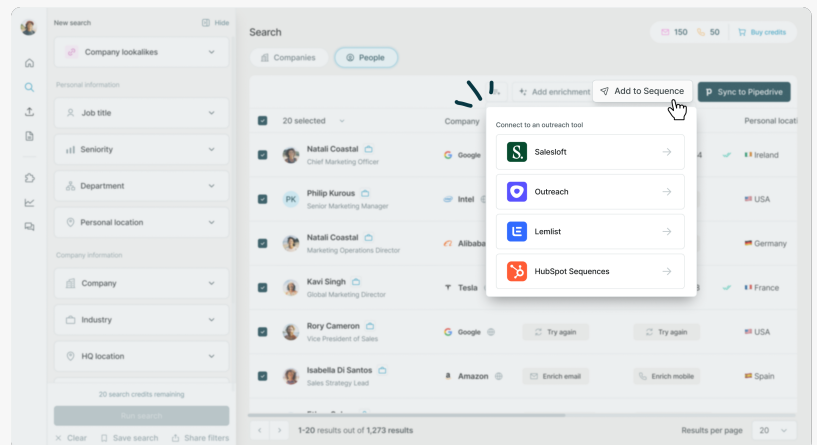 New search
Hide
Company lookalikes
Personal information
Job title
Seniority
Department
Personal location
Company information
Company
Industry
HQ location
20 search credits remaining
Run search
Clear
Save search
Share filters
Search
150
50
Buy credits
Companies
People
Add enrichment
Add to Sequence
Sync to Pipedrive
20 selected
Company
Personal locati
Natali Coastal
Chief Marketing Officer
Google
4
Ireland
PK
Philip Kurous
Senior Marketing Manager
Intel
USA
Natali Coastal
Marketing Operations Director
Alibaba
Germany
Kavi Singh
Global Marketing Director
Tesla
France
Rory Cameron
Vice President of Sales
Google
Try again
Try again
USA
Isabella Di Santos
Sales Strategy Lead
Amazon
Enrich email
Enrich mobile
Spain
1-20 results out of 1,273 results
Results per page
20
Connect to an outreach tool
S.
Salesloft
Outreach
Lemlist
HubSpot Sequences